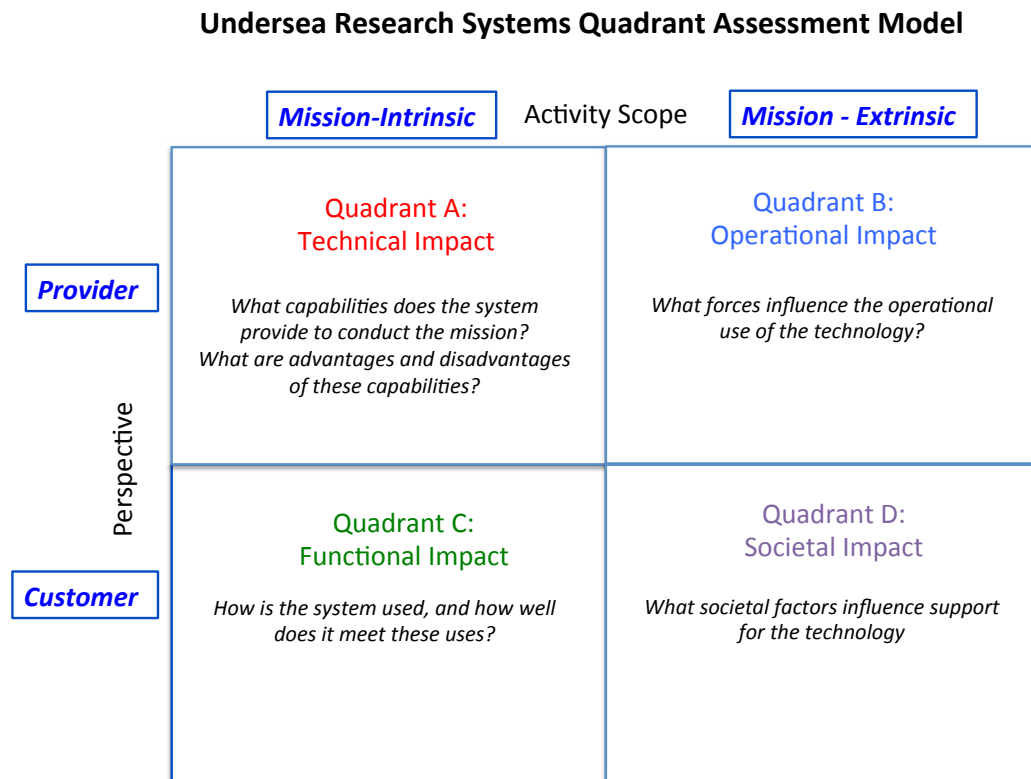 Undersea Research Systems Quadrant Assessment Model
Mission-Intrinsic
Activity Scope
Mission - Extrinsic
Perspective
Provider
Quadrant A:
Technical Impact
What capabilities does the system
provide to conduct the mission?
What are advantages and disadvantages
of these capabilities?
Quadrant B:
Operational Impact
What forces influence the operational
use of the technology?
Customer
Quadrant C:
Functional Impact
How is the system used, and how well
does it meet these uses?
Quadrant D:
Societal Impact
What societal factors influence support
for the technology